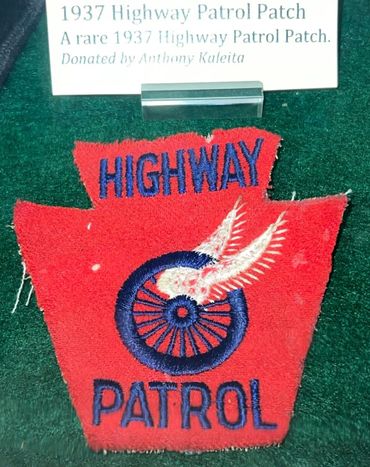 1937 Highway Patrol Patch
A rare 1937 Highway Patrol Patch.
Donated by Anthony Kaleita
HIGHWAY
PATROL